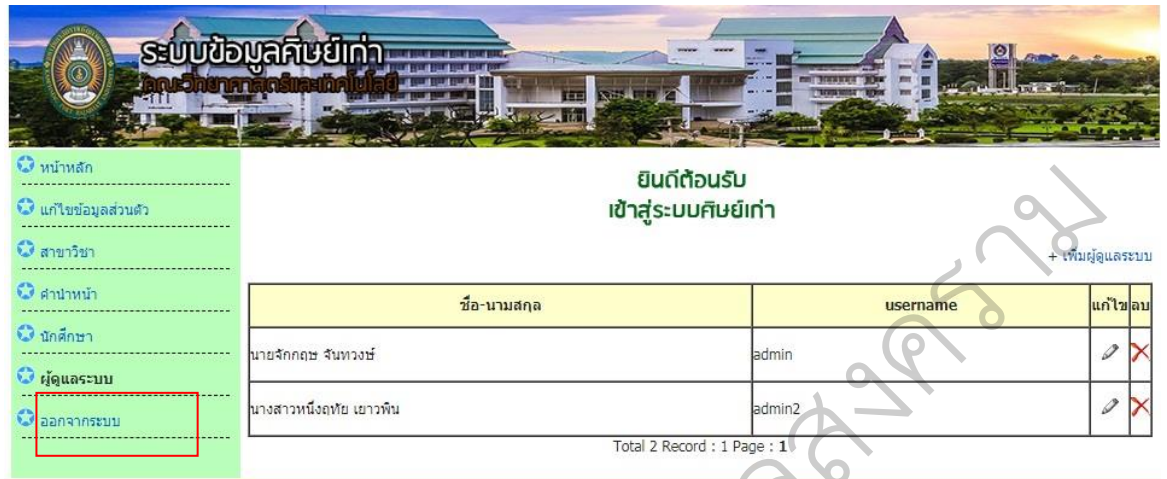 ระบบข้อมูลศิษย์เก่า
คณะวิทยาศาสตร์และเทคโนโลยี
หน้าหลัก
แก้ไขข้อมูลส่วนตัว
สาขาวิชา
คำนำหน้า
นักศึกษา
ผู้ดูแลระบบ
ออกจากระบบ
ยินดีต้อนรับ
เข้าสู่ระบบศิษย์เก่า
+ เพิ่มผู้ดูแลระบบ
ชื่อ-นามสกุล username แก้ไข ลบ
นายจักกฤษ จันทวงษ์ admin
นางสาวหนึ่งฤทัย เยาวพิน admin2
Total 2 Record : 1 Page : 1